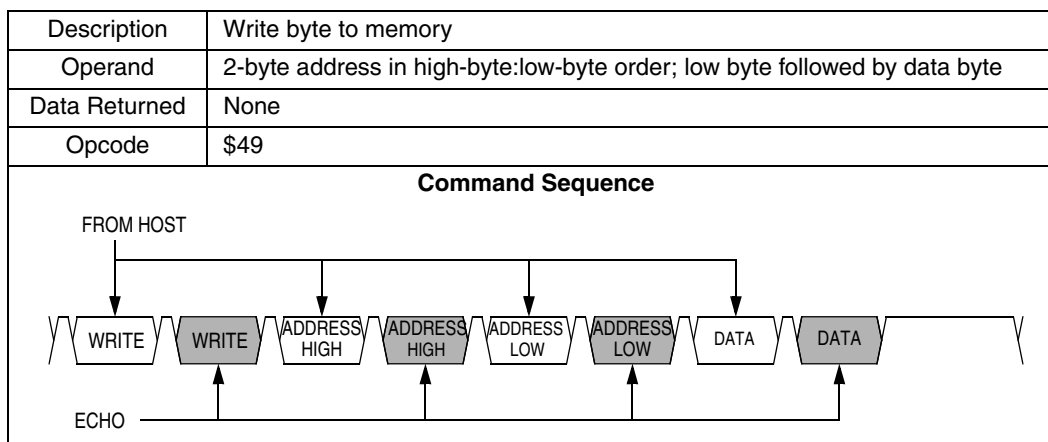 Description Write byte to memory
Operand 2-byte address in high-byte:low-byte order; low byte followed by data byte
Data Returned None
Opcode $49
Command Sequence
FROM HOST
WRITE WRITE ADDRESS HIGH ADDRESS HIGH ADDRESS LOW ADDRESS LOW DATA DATA
ECHO